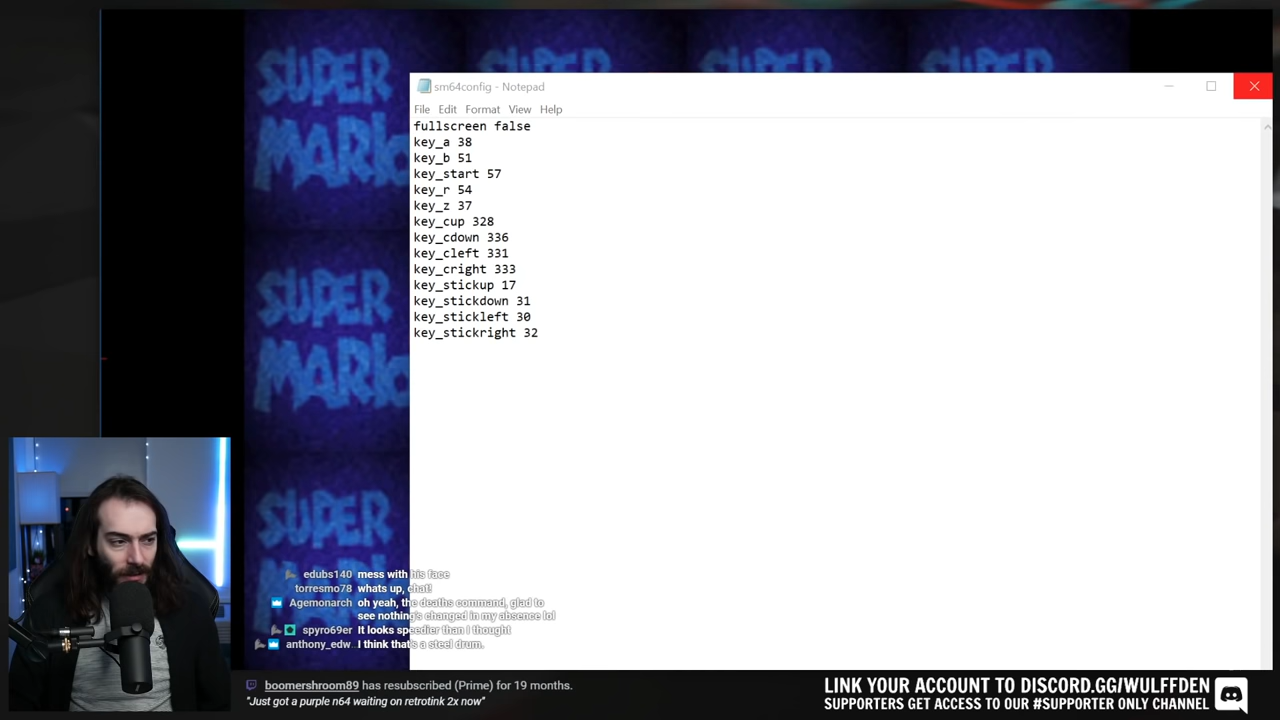 SUPER
MARIO
sm64config - Notepad
File Edit Format View Help
fullscreen false
key_a 38
key_b 51
key_start 57
key_r 54
key_z 37
key_cup 328
key_cdown 336
key_cleft 331
key_cright 333
key_stickup 17
key_stickdown 31
key_stickleft 30
key_stickright 32
SUPER
MARIO
SUPER
edubs140 mess with his face
torresmo78 whats up, chat!
Agemonarch oh yeah, the deaths command, glad to
see nothing's changed in my absence lol
spyro69er It looks speedier than I thought
anthony_edw... I think that's a steel drum.
boomershroom89 has resubscribed (Prime) for 19 months.
"Just got a purple n64 waiting on retrotink 2x now"
LINK YOUR ACCOUNT TO DISCORD.GG/WULFFDEN
SUPPORTERS GET ACCESS TO OUR #SUPPORTER ONLY CHANNEL